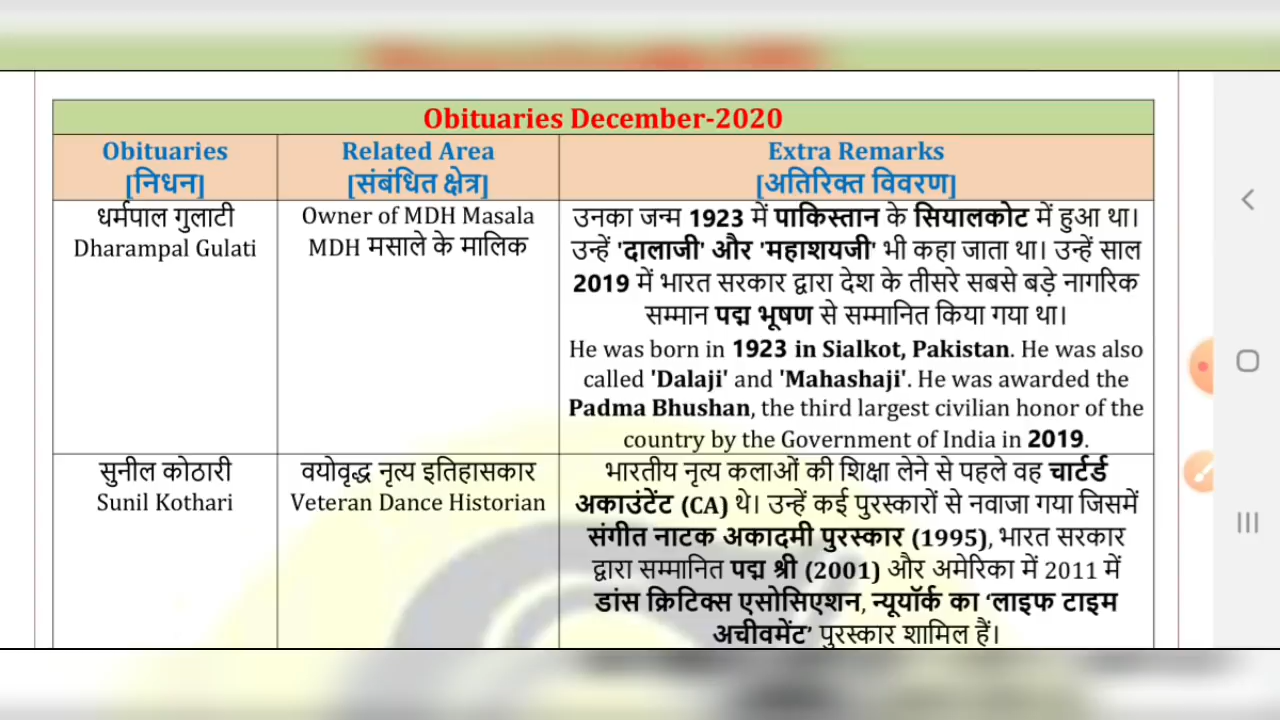 Obituaries December-2020
Obituaries
[निधन]
Related Area
[संबंधित क्षेत्र]
Extra Remarks
[अतिरिक्त विवरण]
धर्मपाल गुलाटी
Dharampal Gulati
Owner of MDH Masala
MDH मसाले के मालिक
उनका जन्म 1923 में पाकिस्तान के सियालकोट में हुआ था।
उन्हें 'दालाजी' और 'महाशयजी' भी कहा जाता था। उन्हें साल
2019 में भारत सरकार द्वारा देश के तीसरे सबसे बड़े नागरिक
सम्मान पद्म भूषण से सम्मानित किया गया था।
He was born in 1923 in Sialkot, Pakistan. He was also
called 'Dalaji' and 'Mahashaji'. He was awarded the
Padma Bhushan, the third largest civilian honor of the
country by the Government of India in 2019.
सुनील कोठारी
Sunil Kothari
वयोवृद्ध नृत्य इतिहासकार
Veteran Dance Historian
भारतीय नृत्य कलाओं की शिक्षा लेने से पहले वह चार्टर्ड
अकाउंटेंट (CA) थे। उन्हें कई पुरस्कारों से नवाजा गया जिसमें
संगीत नाटक अकादमी पुरस्कार (1995), भारत सरकार
द्वारा सम्मानित पद्म श्री (2001) और अमेरिका में 2011 में
डांस क्रिटिक्स एसोसिएशन, न्यूयॉर्क का ‘लाइफ टाइम
अचीवमेंट’ पुरस्कार शामिल हैं।